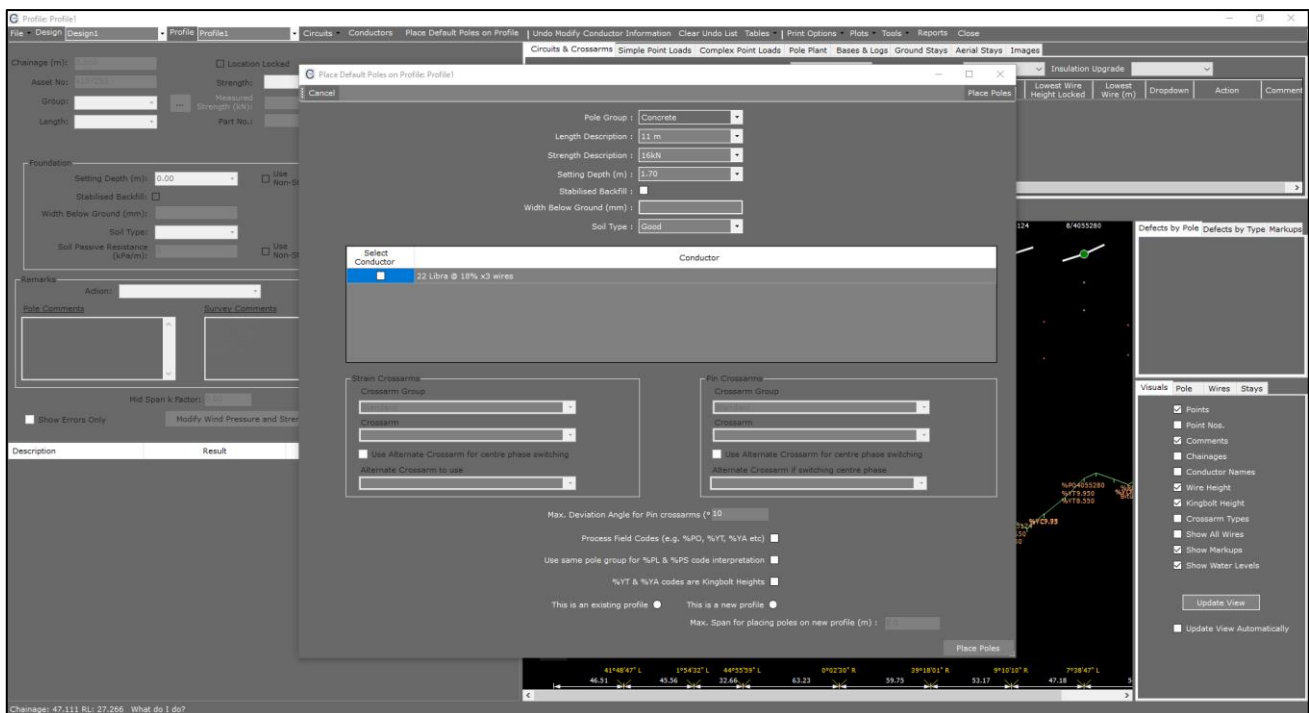 Profile: Profile1
File Design Design1 Profile Profile1 Circuits Conductors Place Default Poles on Profile Undo Modify Conductor Information Clear Undo List Tables Print Options Plots Tools Reports Close
Circuits & Crossarms Simple Point Loads Complex Point Loads Pole Plant Bases & Logs Ground Stays Aerial Stays Images
Chainage (m): Location Locked
Insulation Upgrade
Asset No: Strength:
Group: ... Measured Strength (kN):
Length: Part No.:
Lowest Wire Height Locked Lowest Wire (m) Dropdown Action Comment
Foundation
Setting Depth (m): 0.00 Use
Stabilised Backfill:
Width Below Ground (mm):
Soil Type:
Soil Passive Resistance (kPa/m): Use
Remarks
Action:
Pole Comments Survey Comments
Mid Span k Factor:
Show Errors Only
Description Result
Place Default Poles on Profile: Profile1
Cancel Place Poles
Pole Group : Concrete
Length Description : 11 m
Strength Description : 16kN
Setting Depth (m) : 1.70
Stabilised Backfill :
Width Below Ground (mm) :
Soil Type : Good
Select Conductor Conductor
22 Libra @ 18% x3 wires
Strain Crossarms
Crossarm Group
Crossarm
Use Alternate Crossarm for centre phase switching
Alternate Crossarm to use
Pin Crossarms
Crossarm Group
Crossarm
Use Alternate Crossarm for centre phase switching
Alternate Crossarm if switching centre phase
Max. Deviation Angle for Pin crossarms (° 10
Process Field Codes (e.g. %PO, %YT, %YA etc)
Use same pole group for %PL & %PS code interpretation
%YT & %YA codes are Kingbolt Heights
This is an existing profile This is a new profile
Max. Span for placing poles on new profile (m) :
Place Poles
124 8/4055280
%PO4055280
%YT9.950
%YT8.550
%YC9.85
Defects by Pole Defects by Type Markups
Visuals Pole Wires Stays
Points
Point Nos.
Comments
Chainages
Conductor Names
Wire Height
Kingbolt Height
Crossarm Types
Show All Wires
Show Markups
Show Water Levels
Update View
Update View Automatically
41°48'47" L 1°54'32" L 44°55'59" L 0°02'30" R 39°18'01" R 9°10'10" R 7°38'47" L
46.51 45.56 32.66 63.23 59.75 53.17 47.18 5
Chainage: 47.111 RL: 27.266 What do I do?